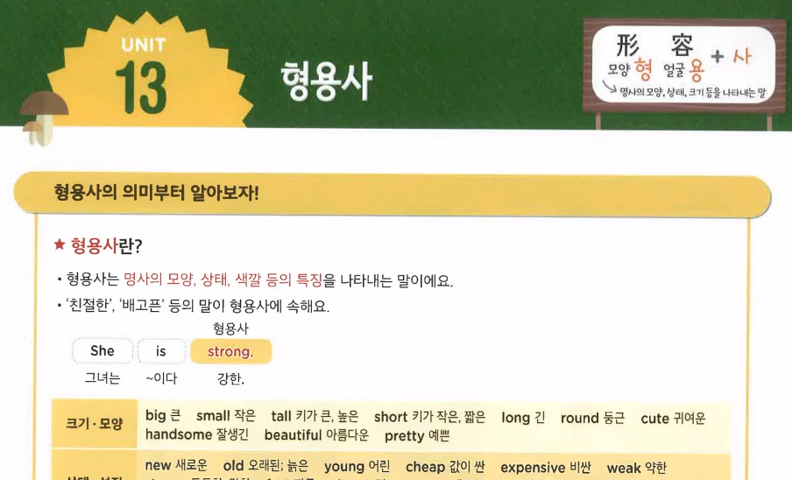 UNIT
13
형용사
形 容 + 사
모양 형 얼굴 용
명사의 모양, 상태, 크기 등을 나타내는 말
형용사의 의미부터 알아보자!
★ 형용사란?
• 형용사는 명사의 모양, 상태, 색깔 등의 특징을 나타내는 말이에요.
• ‘친절한’, ‘배고픈’ 등의 말이 형용사에 속해요.
형용사
She is strong.
그녀는 ~이다 강한.
크기·모양
big 큰 small 작은 tall 키가 큰, 높은 short 키가 작은, 짧은 long 긴 round 둥근 cute 귀여운
handsome 잘생긴 beautiful 아름다운 pretty 예쁜
new 새로운 old 오래된; 늙은 young 어린 cheap 값이 싼 expensive 비싼 weak 약한